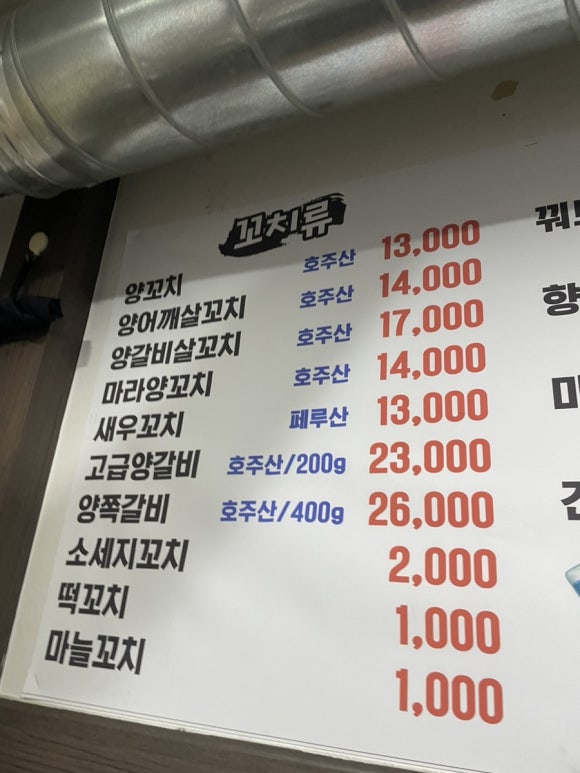 꼬치류
양꼬치 호주산 13,000
양어깨살꼬치 호주산 14,000
양갈비살꼬치 호주산 17,000
마라양꼬치 호주산 14,000
새우꼬치 페루산 13,000
고급양갈비 호주산/200g 23,000
양쪽갈비 호주산/400g 26,000
소세지꼬치 2,000
떡꼬치 1,000
마늘꼬치 1,000
꿔
향